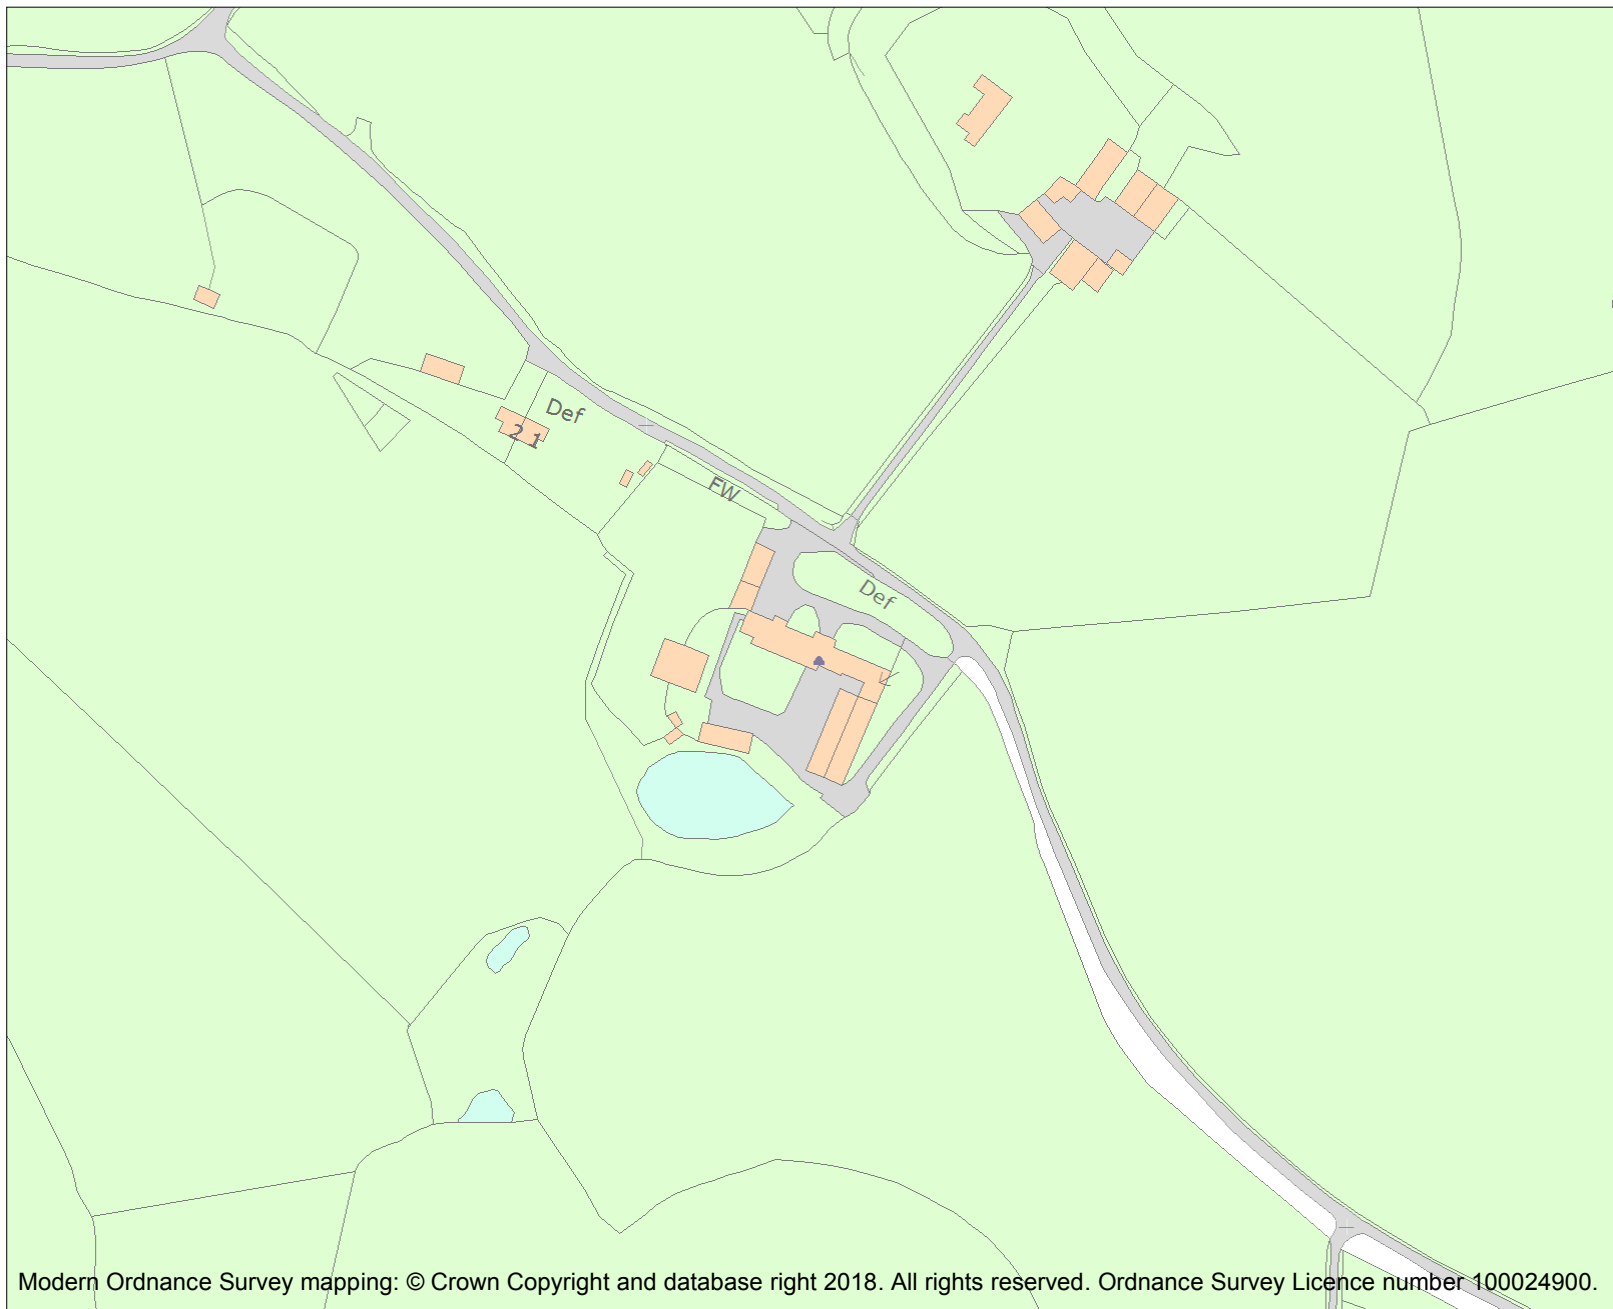 Def
2 1
FW
Def
Modern Ordnance Survey mapping: © Crown Copyright and database right 2018. All rights reserved. Ordnance Survey Licence number 100024900.